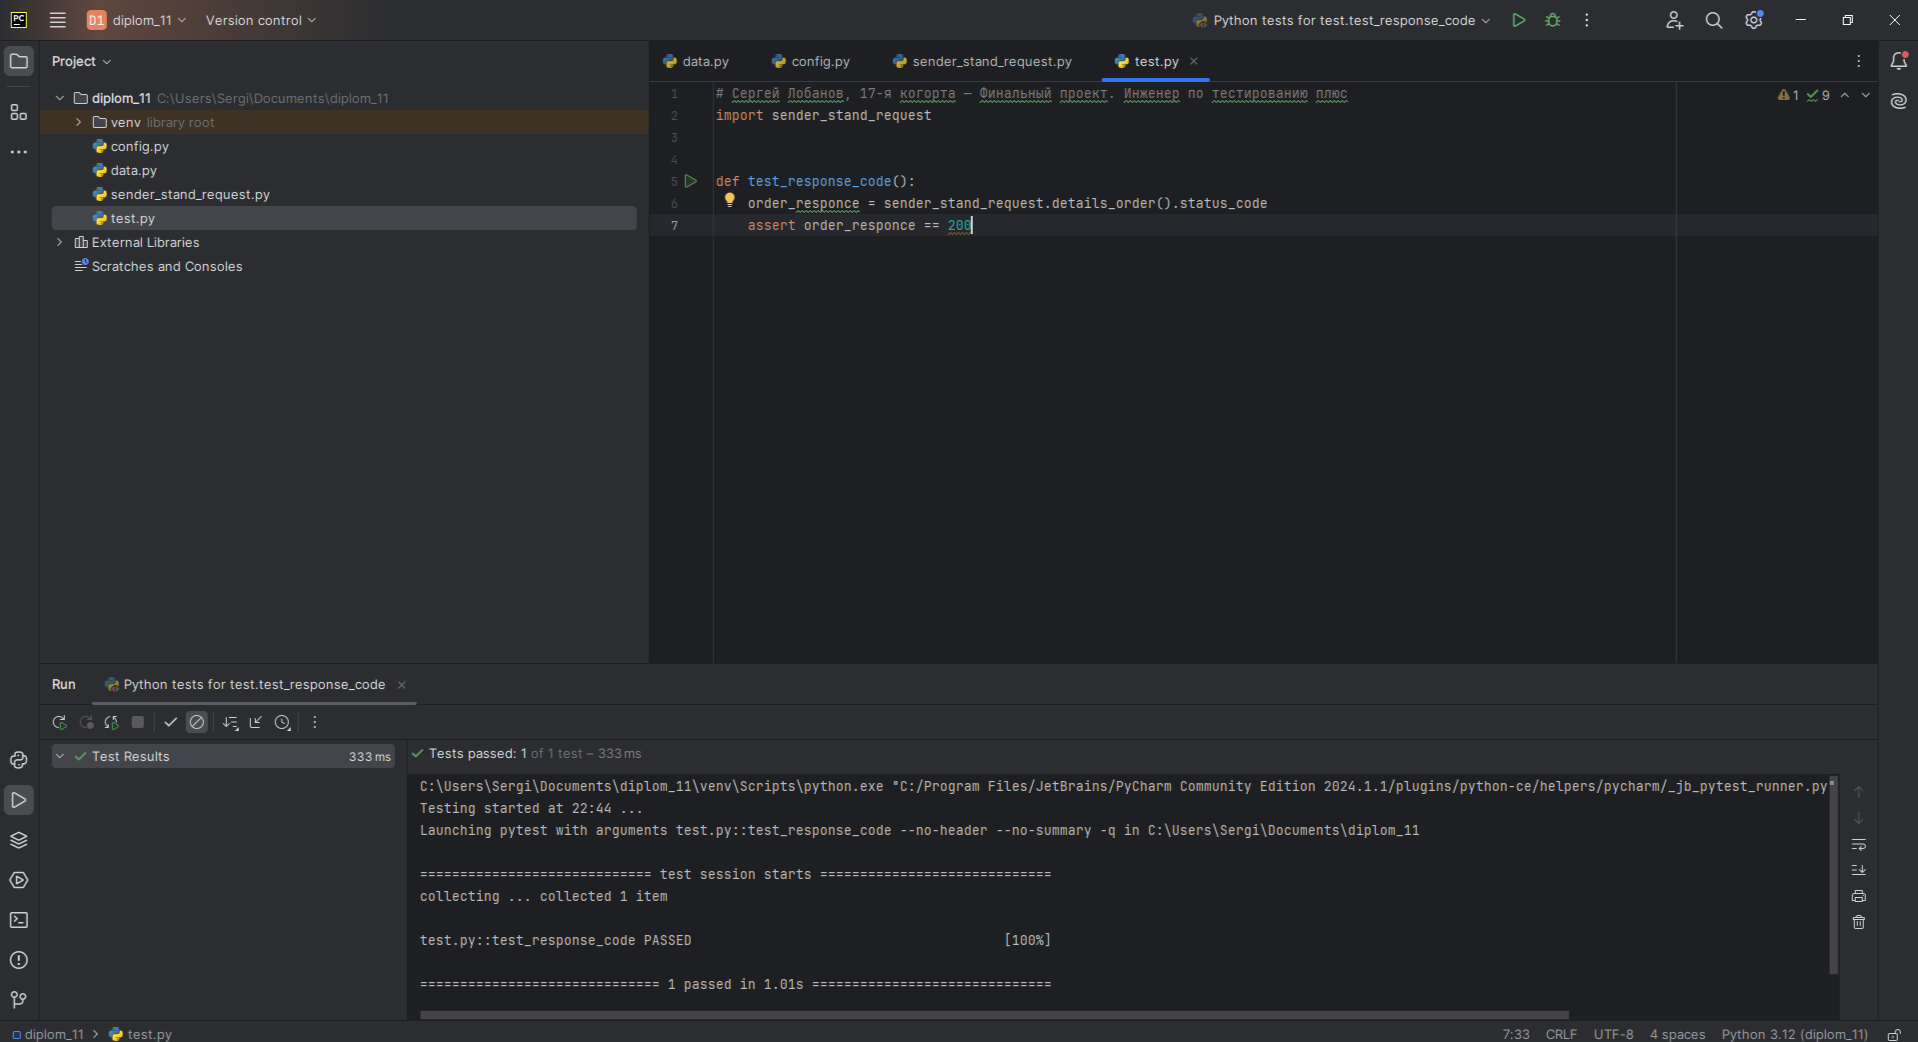 PC D1 diplom_11 Version control Python tests for test.test_response_code
Project
data.py config.py sender_stand_request.py test.py
diplom_11 C:\Users\Sergi\Documents\diplom_11
venv library root
config.py
data.py
sender_stand_request.py
test.py
External Libraries
Scratches and Consoles
1 # Сергей Лобанов, 17-я когорта — Финальный проект. Инженер по тестированию плюс
1 9
2 import sender_stand_request
3
4
5 def test_response_code():
6 order_responce = sender_stand_request.details_order().status_code
7 assert order_responce == 200
Run Python tests for test.test_response_code
Test Results 333 ms
Tests passed: 1 of 1 test – 333 ms
C:\Users\Sergi\Documents\diplom_11\venv\Scripts\python.exe "C:/Program Files/JetBrains/PyCharm Community Edition 2024.1.1/plugins/python-ce/helpers/pycharm/_jb_pytest_runner.py"
Testing started at 22:44 ...
Launching pytest with arguments test.py::test_response_code --no-header --no-summary -q in C:\Users\Sergi\Documents\diplom_11
============================= test session starts =============================
collecting ... collected 1 item
test.py::test_response_code PASSED [100%]
============================== 1 passed in 1.01s ==============================
diplom_11 > test.py 7:33 CRLF UTF-8 4 spaces Python 3.12 (diplom_11)